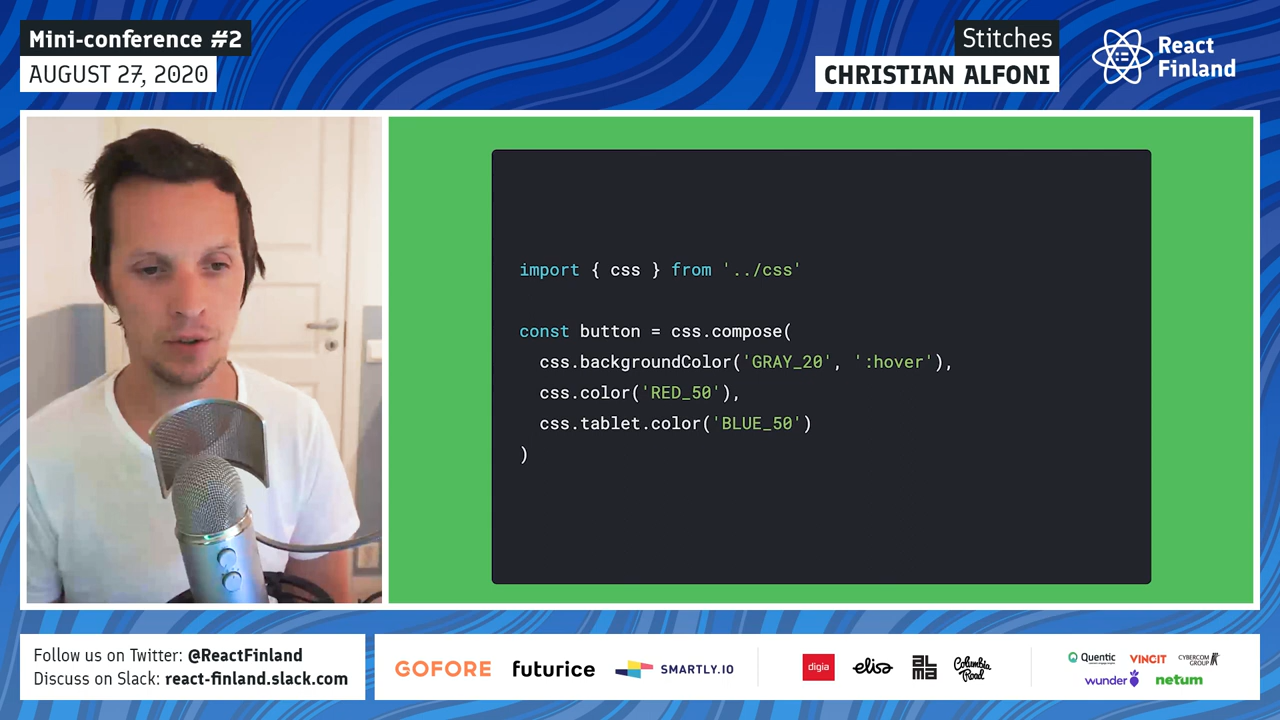 Mini-conference #2
AUGUST 27, 2020
Stitches
CHRISTIAN ALFONI
React
Finland
import { css } from '../css'
const button = css.compose(
css.backgroundColor('GRAY_20', ':hover'),
css.color('RED_50'),
css.tablet.color('BLUE_50')
)
Follow us on Twitter: @ReactFinland
Discuss on Slack: react-finland.slack.com
GOFORE futurice SMARTLY.IO
digia elisa ALMA Columbia Road
Quentic VINCIT CYBERCOM GROUP
wunder netum